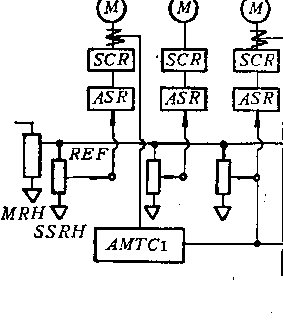 M M M
SCR SCR SCR
ASR ASR ASR
REF
MRH
SSRH
AMTC1